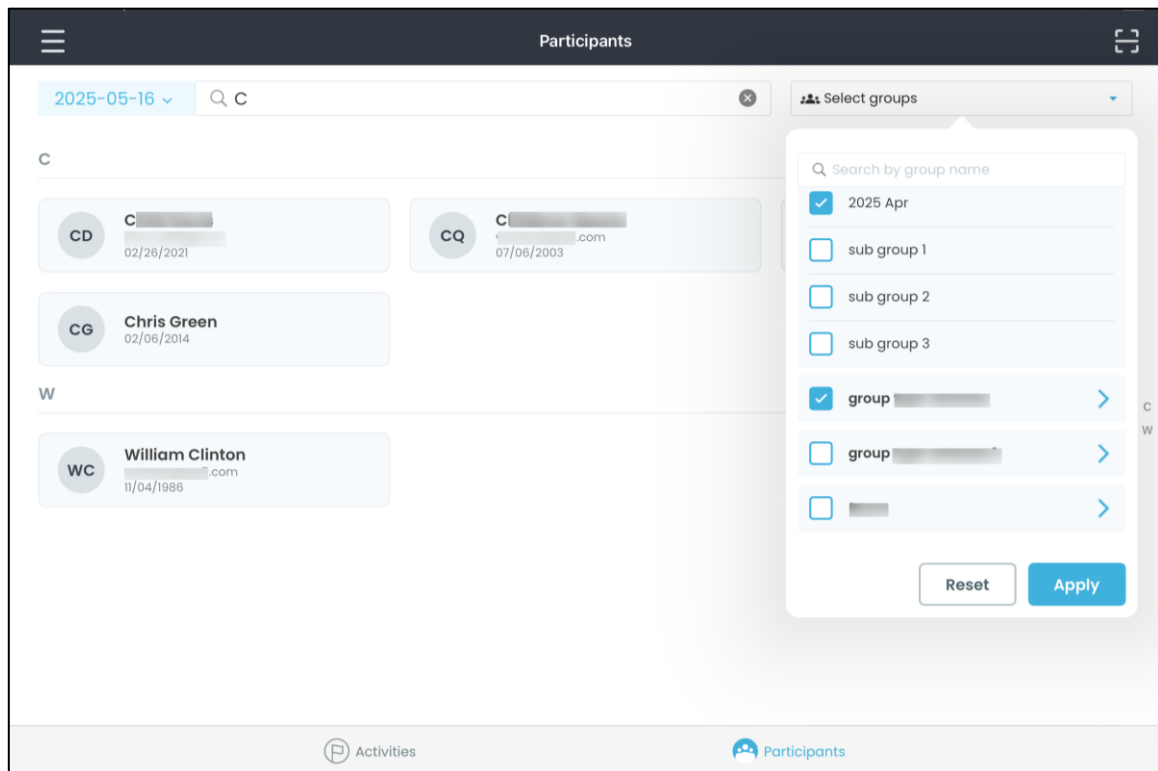 Participants
2025-05-16
C
Select groups
C
Search by group name
2025 Apr
CD
C
02/26/2021
CQ
.com
07/06/2003
sub group 1
sub group 2
CG
Chris Green
02/06/2014
sub group 3
W
group
C
W
WC
William Clinton
.com
11/04/1986
group
Reset
Apply
Activities
Participants